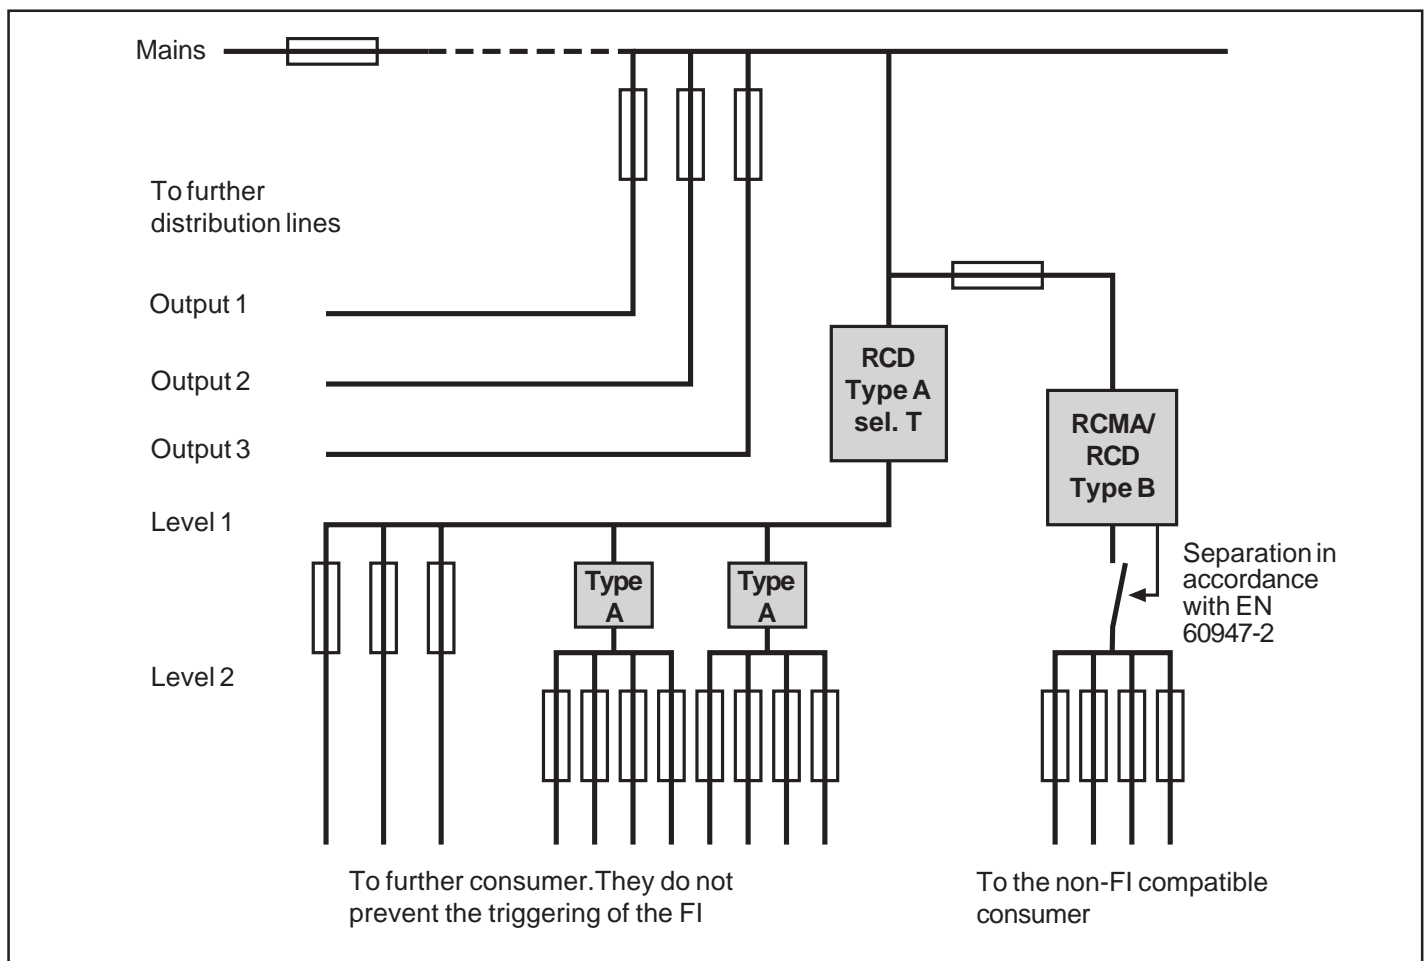 Mains
To further
distribution lines
Output 1
Output 2
Output 3
Level 1
Level 2
RCD
Type A
sel. T
RCMA/
RCD
Type B
Type
A
Type
A
Separation in
accordance
with EN
60947-2
To further consumer. They do not
prevent the triggering of the FI
To the non-FI compatible
consumer